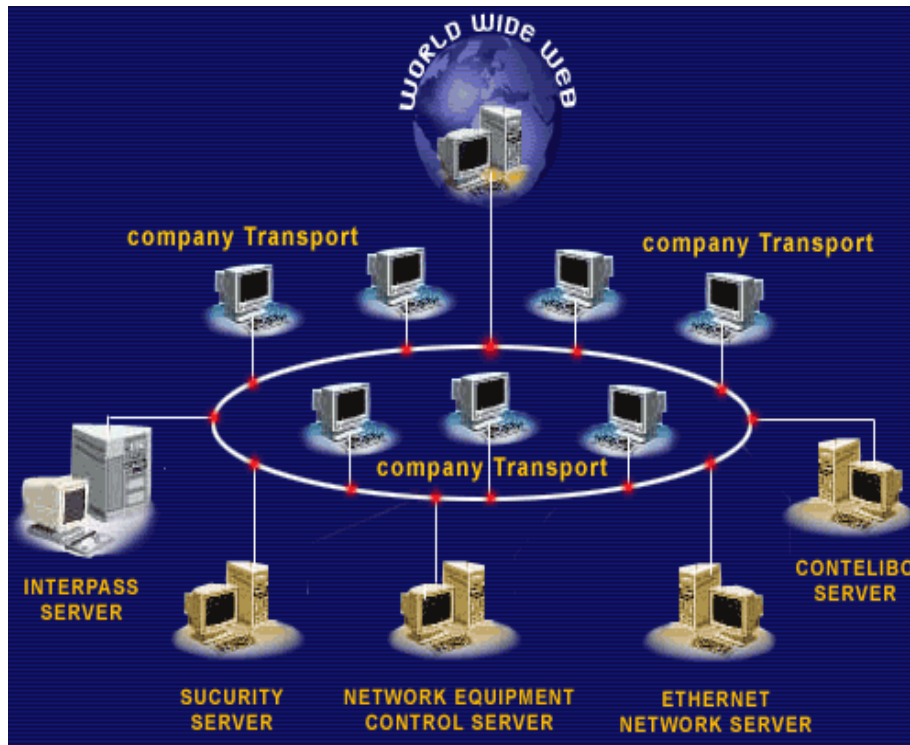 WORLD WIDE WEB
company Transport
company Transport
company Transport
INTERPASS
SERVER
CONTELIBO
SERVER
SUCURITY
SERVER
NETWORK EQUIPMENT
CONTROL SERVER
ETHERNET
NETWORK SERVER